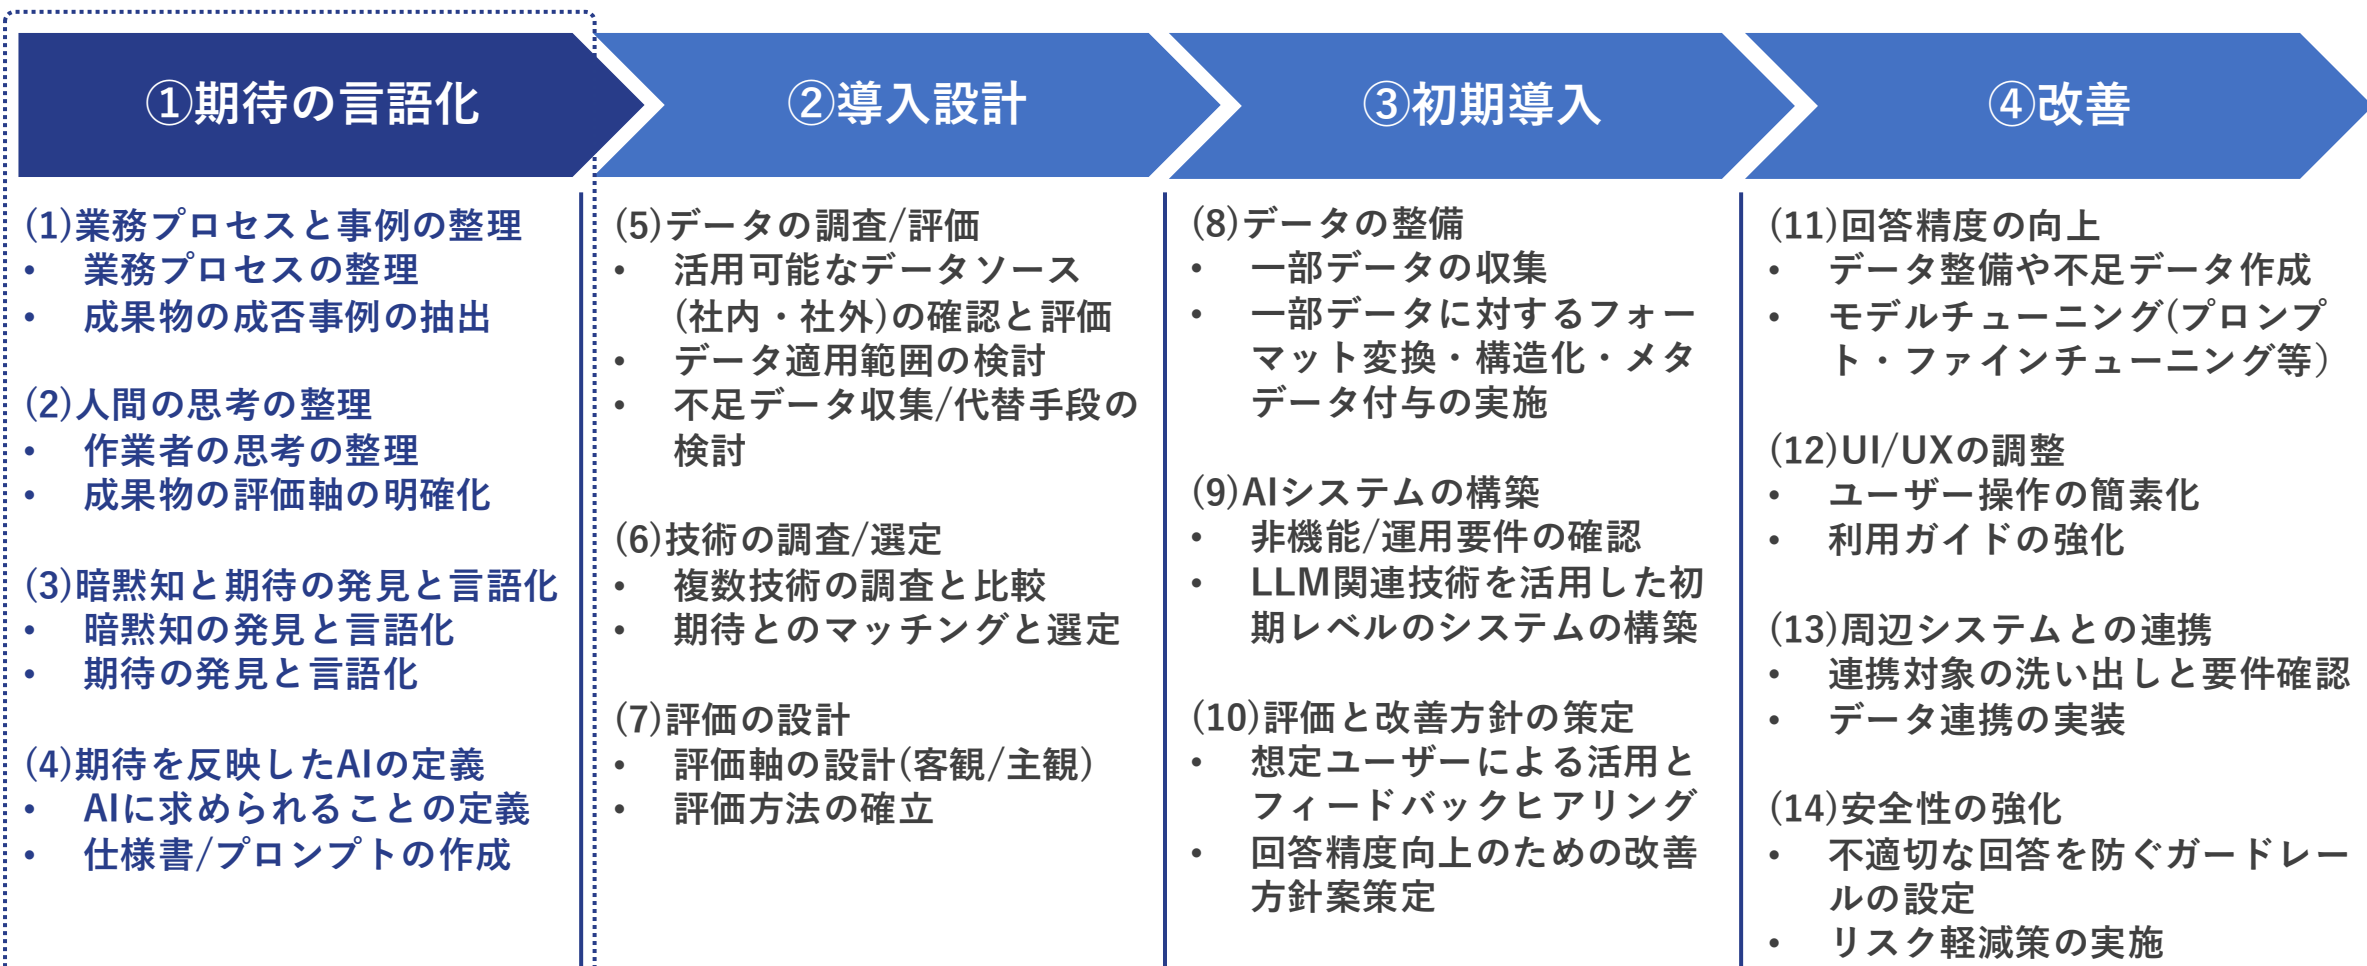 ①期待の言語化
(1)業務プロセスと事例の整理
• 業務プロセスの整理
• 成果物の成否事例の抽出
(2)人間の思考の整理
• 作業者の思考の整理
• 成果物の評価軸の明確化
(3)暗黙知と期待の発見と言語化
• 暗黙知の発見と言語化
• 期待の発見と言語化
(4)期待を反映したAIの定義
• AIに求められることの定義
• 仕様書/プロンプトの作成
②導入設計
(5)データの調査/評価
• 活用可能なデータソース
(社内・社外)の確認と評価
• データ適用範囲の検討
• 不足データ収集/代替手段の
検討
(6)技術の調査/選定
• 複数技術の調査と比較
• 期待とのマッチングと選定
(7)評価の設計
• 評価軸の設計(客観/主観)
• 評価方法の確立
③初期導入
(8)データの整備
• 一部データの収集
• 一部データに対するフォー
マット変換・構造化・メタ
データ付与の実施
(9)AIシステムの構築
• 非機能/運用要件の確認
• LLM関連技術を活用した初
期レベルのシステムの構築
(10)評価と改善方針の策定
• 想定ユーザーによる活用と
フィードバックヒアリング
• 回答精度向上のための改善
方針案策定
④改善
(11)回答精度の向上
• データ整備や不足データ作成
• モデルチューニング(プロンプ
ト・ファインチューニング等）
(12)UI/UXの調整
• ユーザー操作の簡素化
• 利用ガイドの強化
(13)周辺システムとの連携
• 連携対象の洗い出しと要件確認
• データ連携の実装
(14)安全性の強化
• 不適切な回答を防ぐガードレー
ルの設定
• リスク軽減策の実施